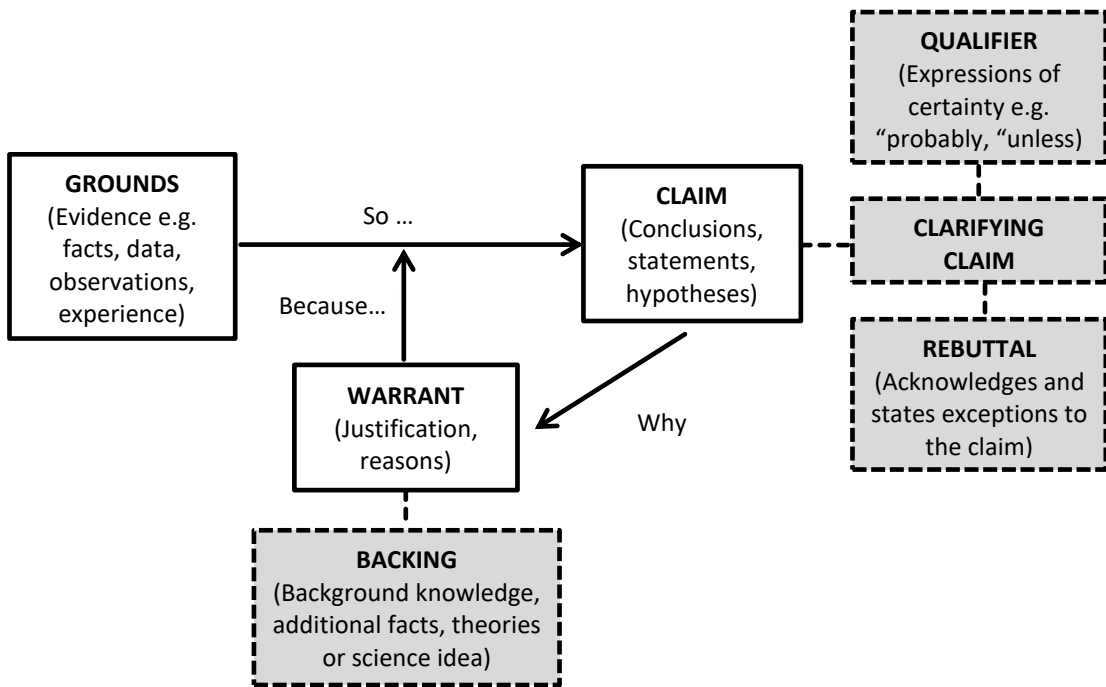 GROUNDS
(Evidence e.g.
facts, data,
observations,
experience)
So …
Because…
CLAIM
(Conclusions,
statements,
hypotheses)
Why
WARRANT
(Justification,
reasons)
BACKING
(Background knowledge,
additional facts, theories
or science idea)
QUALIFIER
(Expressions of
certainty e.g.
“probably, “unless)
CLARIFYING
CLAIM
REBUTTAL
(Acknowledges and
states exceptions to
the claim)